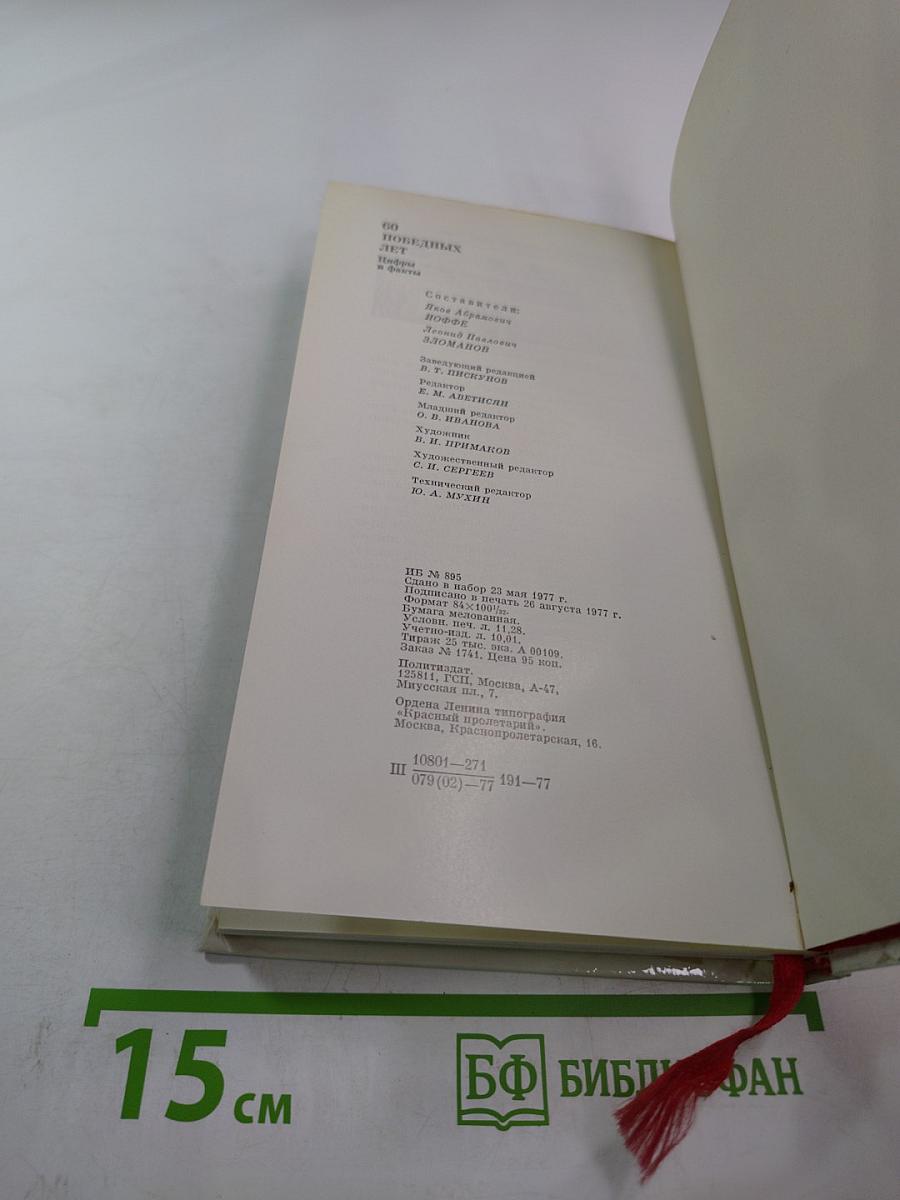 60
ПОБЕДНЫХ
ЛЕТ
Цифры
и факты
Составители:
Яков Абрамович
ИОФФЕ
Леонид Павлович
ЗЛОМАНОВ
Заведующий редакцией
В. Т. ПИСКУНОВ
Редактор
Е. М. АВЕТИСЯН
Младший редактор
О. В. ИВАНОВА
Художник
В. И. ПРИМАКОВ
Художественный редактор
С. И. СЕРГЕЕВ
Технический редактор
Ю. А. МУХИН
ИБ № 895
Сдано в набор 23 мая 1977 г.
Подписано в печать 26 августа 1977 г.
Формат 84×100¹/₃₂.
Бумага мелованная.
Условн. печ. л. 11,28.
Учетно-изд. л. 10,01.
Тираж 25 тыс. экз. А 00109.
Заказ № 1741. Цена 95 коп.
Политиздат.
125811, ГСП, Москва, А-47,
Миусская пл., 7.
Ордена Ленина типография
«Красный пролетарий».
Москва, Краснопролетарская, 16.
10801—271
Ш 191—77
079(02)—77
15 см
БФ